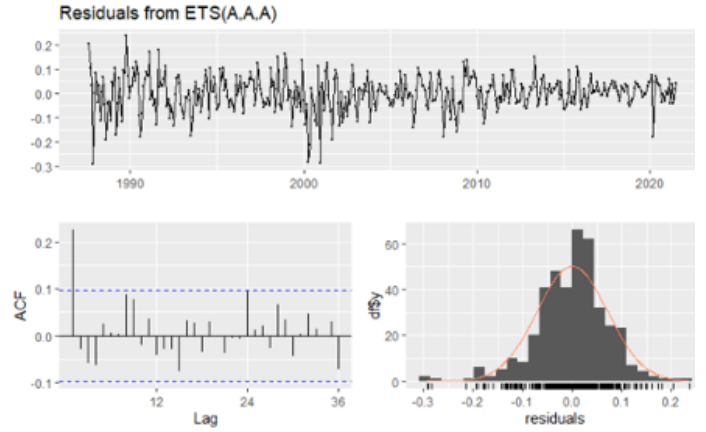 Residuals from ETS(A,A,A)
0.2
0.1
0.0
-0.1
-0.2
-0.3
1990 2000 2010 2020
ACF
0.2
0.1
0.0
-0.1
12 24 36
Lag
df$y
60
40
20
0
-0.3 -0.2 -0.1 0.0 0.1 0.2
residuals